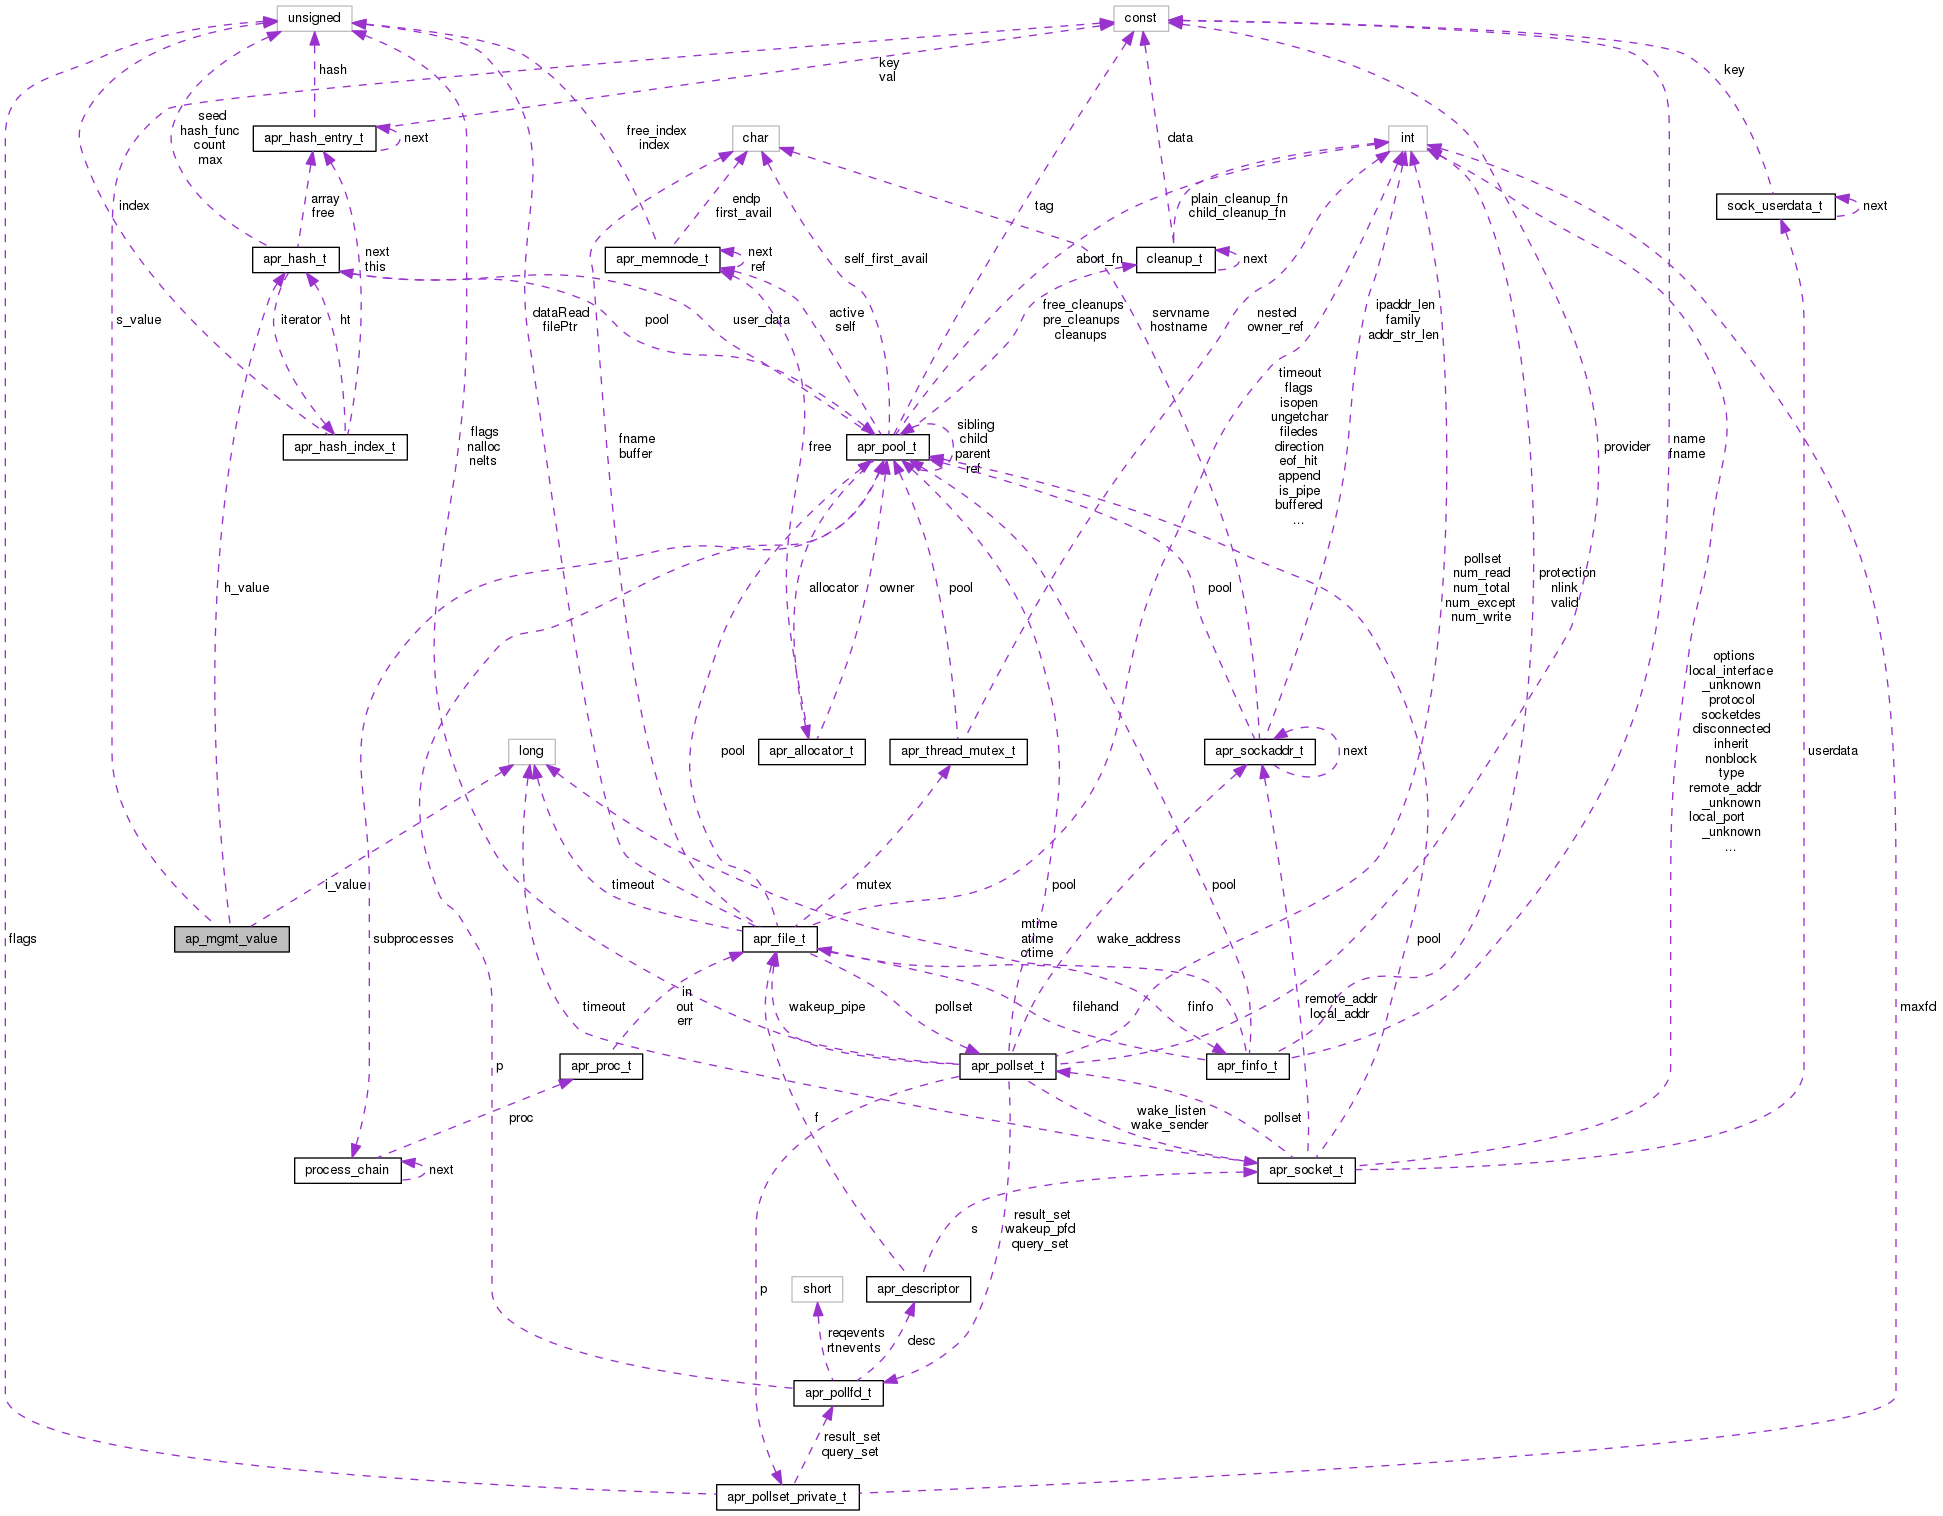 unsigned
const
hash
key
val
key
seed
hash_func
count
max
apr_hash_entry_t
next
free_index
index
char
data
int
array
free
index
endp
first_avail
tag
plain_cleanup_fn
child_cleanup_fn
sock_userdata_t
next
apr_hash_t
next
this
apr_memnode_t
next
ref
self_first_avail
abort_fn
cleanup_t
next
s_value
iterator
ht
dataRead
filePtr
pool
user_data
active
self
free_cleanups
pre_cleanups
cleanups
servname
hostname
nested
owner_ref
ipaddr_len
family
addr_str_len
timeout
flags
isopen
ungetchar
filedes
direction
eof_hit
append
is_pipe
buffered
...
apr_hash_index_t
flags
nalloc
nelts
fname
buffer
free
apr_pool_t
sibling
child
parent
ref
provider
name
fname
h_value
allocator
owner
pool
pool
pollset
num_read
num_total
num_except
num_write
protection
nlink
valid
options
local_interface
_unknown
protocol
socketdes
disconnected
inherit
nonblock
type
remote_addr
_unknown
local_port
_unknown
...
long
pool
apr_allocator_t
apr_thread_mutex_t
apr_sockaddr_t
next
userdata
i_value
timeout
mutex
pool
pool
ap_mgmt_value
flags
subprocesses
apr_file_t
mtime
atime
ctime
wake_address
pool
timeout
in
out
err
wakeup_pipe
pollset
filehand
finfo
remote_addr
local_addr
maxfd
p
apr_proc_t
apr_pollset_t
apr_finfo_t
proc
f
wake_listen
wake_sender
pollset
process_chain
next
apr_socket_t
s
result_set
wakeup_pfd
query_set
p
short
apr_descriptor
reqevents
rtnevents
desc
apr_pollfd_t
result_set
query_set
apr_pollset_private_t